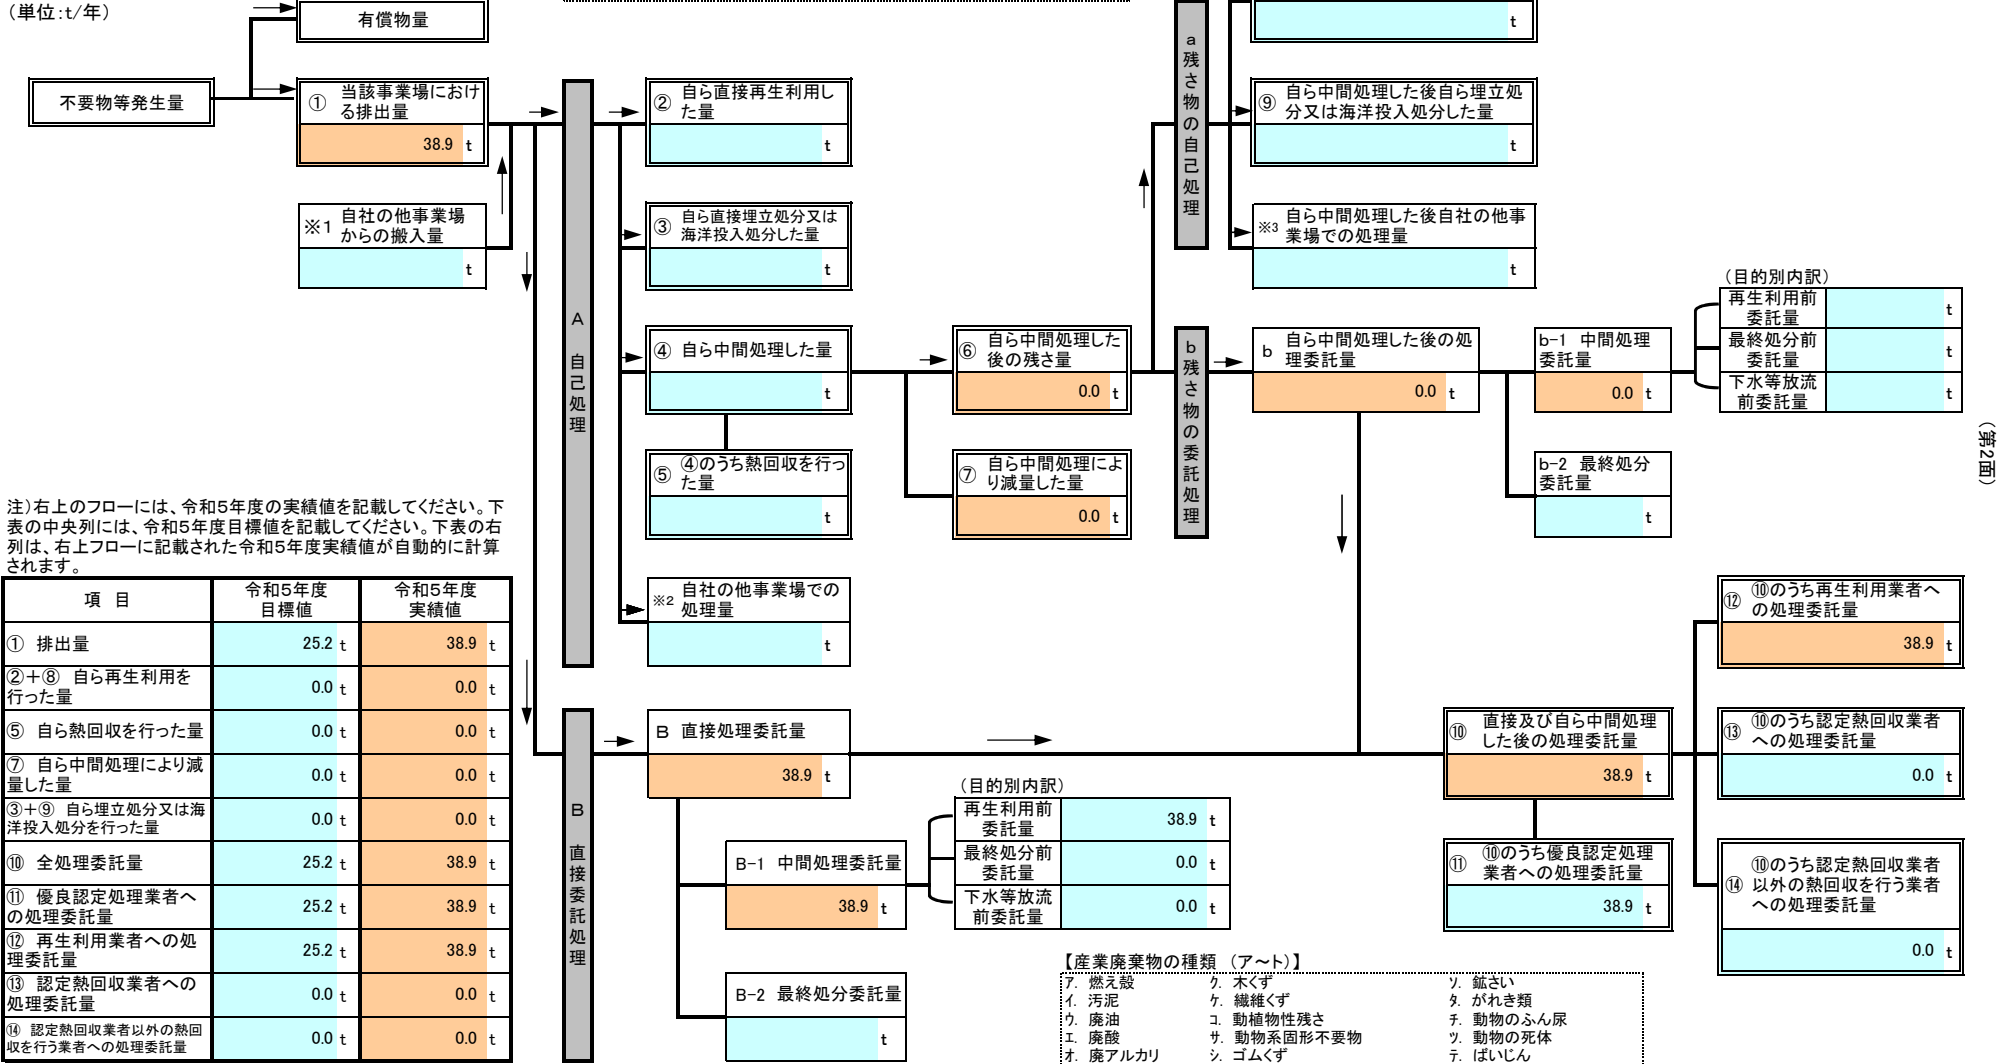 （単位:t/年）
有償物量
不要物等発生量
① 当該事業場における排出量
38.9 t
※1 自社の他事業場からの搬入量
t
A 自己処理
② 自ら直接再生利用した量
t
③ 自ら直接埋立処分又は海洋投入処分した量
t
④ 自ら中間処理した量
t
⑤ ④のうち熱回収を行った量
t
※2 自社の他事業場での処理量
t
⑥ 自ら中間処理した後の残さ量
0.0 t
⑦ 自ら中間処理により減量した量
0.0 t
a 残さ物の自己処理
t
⑨ 自ら中間処理した後自ら埋立処分又は海洋投入処分した量
t
※3 自ら中間処理した後自社の他事業場での処理量
t
b 残さ物の委託処理
b 自ら中間処理した後の処理委託量
0.0 t
b-1 中間処理委託量
0.0 t
b-2 最終処分委託量
t
（目的別内訳）
再生利用前委託量 t
最終処分前委託量 t
下水等放流前委託量 t
（第2面）
注）右上のフローには、令和5年度の実績値を記載してください。下
表の中央列には、令和5年度目標値を記載してください。下表の右
列は、右上フローに記載された令和5年度実績値が自動的に計算
されます。
項 目 令和5年度目標値 令和5年度実績値
① 排出量 25.2 t 38.9 t
②＋⑧ 自ら再生利用を行った量 0.0 t 0.0 t
⑤ 自ら熱回収を行った量 0.0 t 0.0 t
⑦ 自ら中間処理により減量した量 0.0 t 0.0 t
③＋⑨ 自ら埋立処分又は海洋投入処分を行った量 0.0 t 0.0 t
⑩ 全処理委託量 25.2 t 38.9 t
⑪ 優良認定処理業者への処理委託量 25.2 t 38.9 t
⑫ 再生利用業者への処理委託量 25.2 t 38.9 t
⑬ 認定熱回収業者への処理委託量 0.0 t 0.0 t
⑭ 認定熱回収業者以外の熱回収を行う業者への処理委託量 0.0 t 0.0 t
B 直接委託処理
B 直接処理委託量
38.9 t
B-1 中間処理委託量
38.9 t
B-2 最終処分委託量
t
（目的別内訳）
再生利用前委託量 38.9 t
最終処分前委託量 0.0 t
下水等放流前委託量 0.0 t
⑩ 直接及び自ら中間処理した後の処理委託量
38.9 t
⑪ ⑩のうち優良認定処理業者への処理委託量
38.9 t
⑫ ⑩のうち再生利用業者への処理委託量
38.9 t
⑬ ⑩のうち認定熱回収業者への処理委託量
0.0 t
⑭ ⑩のうち認定熱回収業者以外の熱回収を行う業者への処理委託量
0.0 t
【産業廃棄物の種類 （ア～ト）】
ア. 燃え殻 ク. 木くず ソ. 鉱さい
イ. 汚泥 ケ. 繊維くず タ. がれき類
ウ. 廃油 コ. 動植物性残さ チ. 動物のふん尿
エ. 廃酸 サ. 動物系固形不要物 ツ. 動物の死体
オ. 廃アルカリ シ. ゴムくず テ. ばいじん